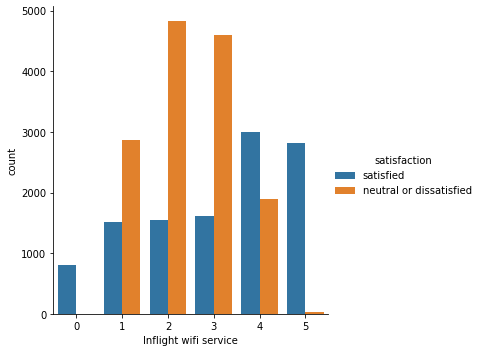 5000
4000
3000
2000
1000
0
count
0 1 2 3 4 5
Inflight wifi service
satisfaction
satisfied
neutral or dissatisfied